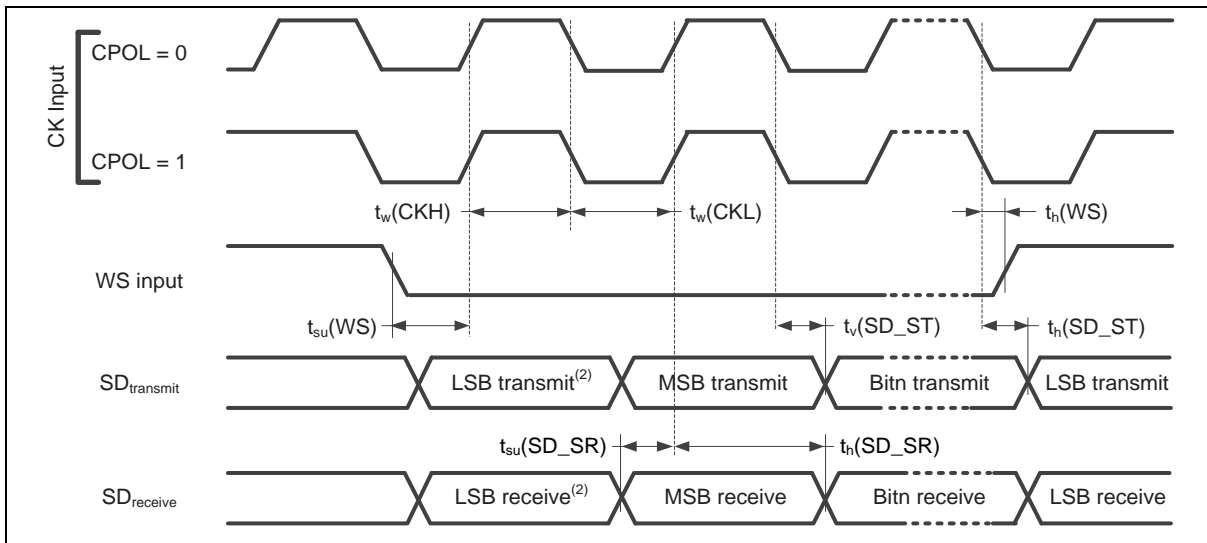 CK Input
CPOL = 0
CPOL = 1
tw(CKH)
tw(CKL)
th(WS)
WS input
tsu(WS)
tv(SD_ST)
th(SD_ST)
SDtransmit
LSB transmit(2)
MSB transmit
Bitn transmit
LSB transmit
tsu(SD_SR)
th(SD_SR)
SDreceive
LSB receive(2)
MSB receive
Bitn receive
LSB receive